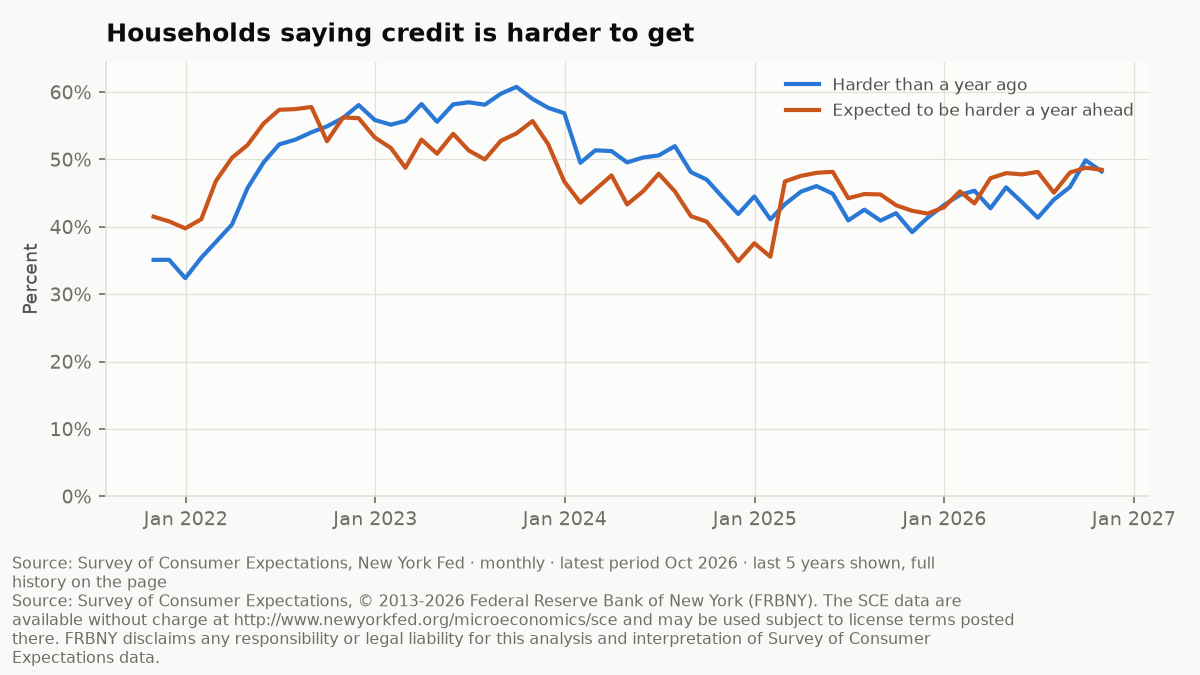 Households saying credit is harder to get
Harder than a year ago
Expected to be harder a year ahead
Percent
60%
50%
40%
30%
20%
10%
0%
Jan 2022
Jan 2023
Jan 2024
Jan 2025
Jan 2026
Jan 2027
Source: Survey of Consumer Expectations, New York Fed · monthly · latest period Oct 2026 · last 5 years shown, full
history on the page
Source: Survey of Consumer Expectations, © 2013-2026 Federal Reserve Bank of New York (FRBNY). The SCE data are
available without charge at http://www.newyorkfed.org/microeconomics/sce and may be used subject to license terms posted
there. FRBNY disclaims any responsibility or legal liability for this analysis and interpretation of Survey of Consumer
Expectations data.